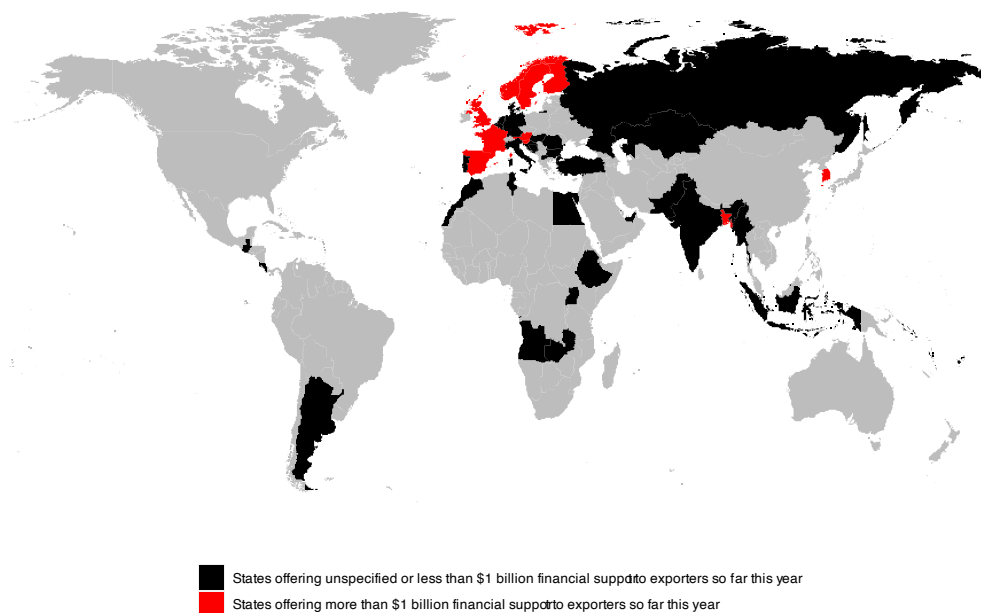 States offering unspecified or less than $1 billion financial support to exporters so far this year
States offering more than $1 billion financial support to exporters so far this year